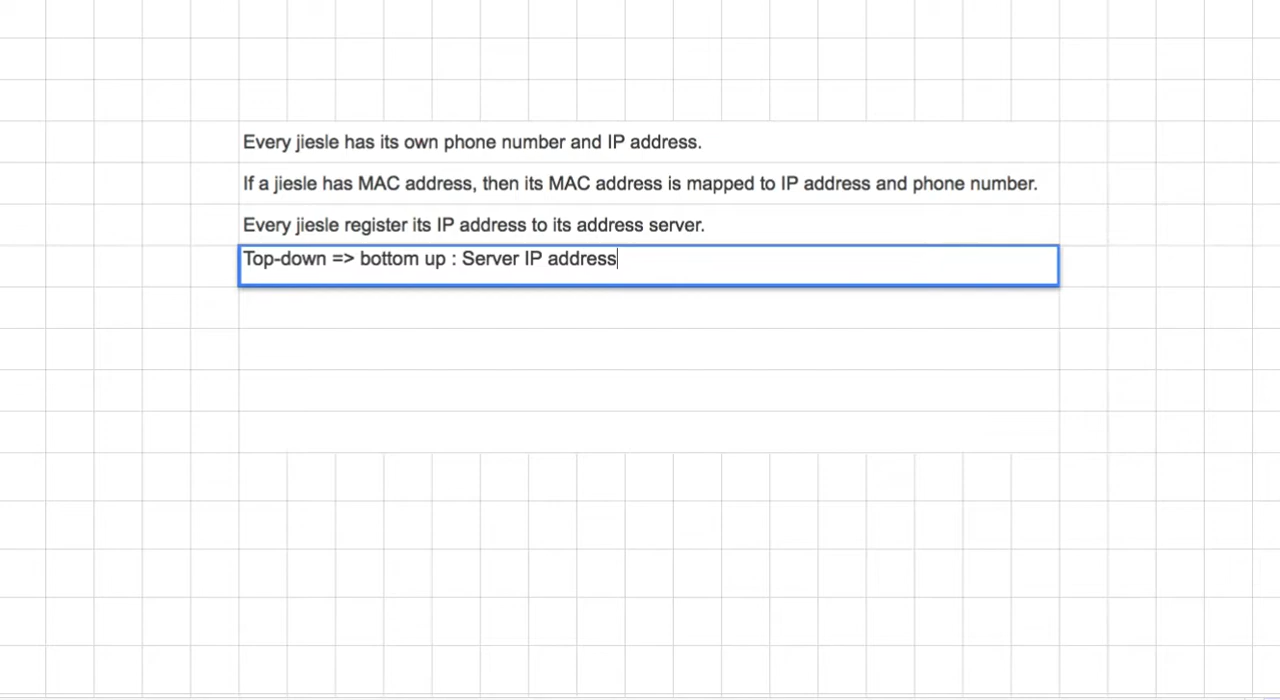 Every jiesle has its own phone number and IP address.
If a jiesle has MAC address, then its MAC address is mapped to IP address and phone number.
Every jiesle register its IP address to its address server.
Top-down => bottom up : Server IP address